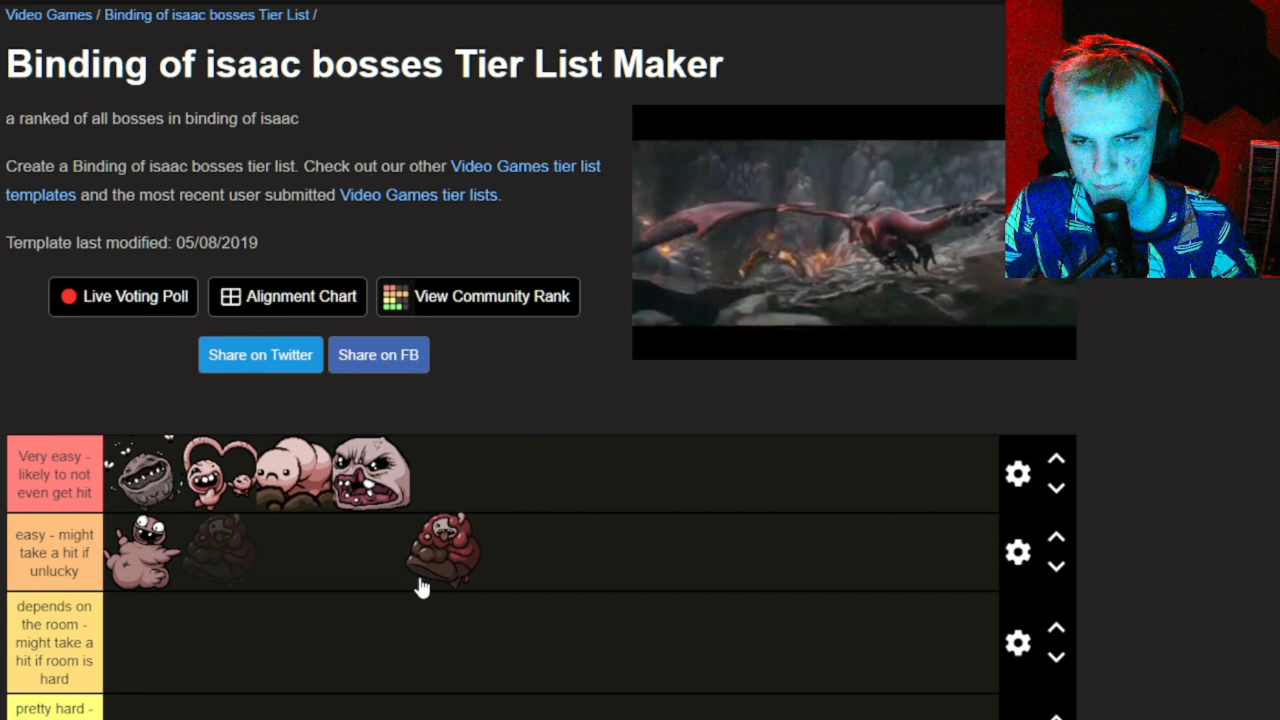 Video Games / Binding of isaac bosses Tier List /
Binding of isaac bosses Tier List Maker
a ranked of all bosses in binding of isaac
Create a Binding of isaac bosses tier list. Check out our other Video Games tier list
templates and the most recent user submitted Video Games tier lists.
Template last modified: 05/08/2019
Live Voting Poll
Alignment Chart
View Community Rank
Share on Twitter
Share on FB
Very easy -
likely to not
even get hit
easy - might
take a hit if
unlucky
depends on
the room -
might take a
hit if room is
hard
pretty hard -